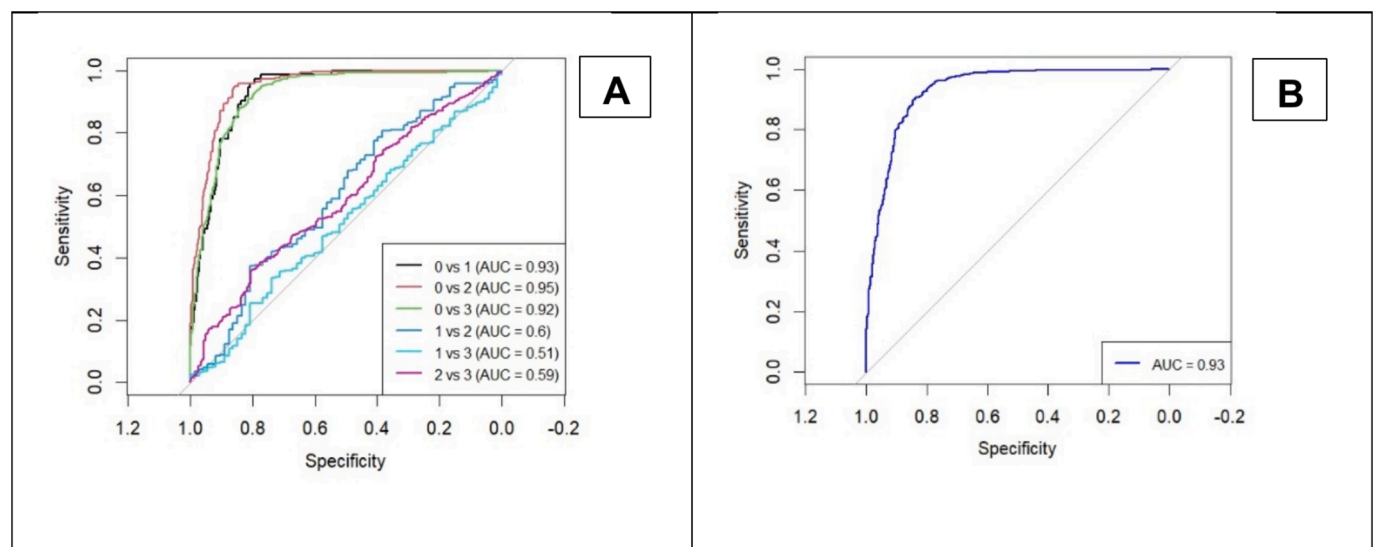 A
1.0
0.8
0.6
0.4
0.2
0.0
Sensitivity
0 vs 1 (AUC = 0.93)
0 vs 2 (AUC = 0.95)
0 vs 3 (AUC = 0.92)
1 vs 2 (AUC = 0.6)
1 vs 3 (AUC = 0.51)
2 vs 3 (AUC = 0.59)
1.2 1.0 0.8 0.6 0.4 0.2 0.0 -0.2
Specificity
B
1.0
0.8
0.6
0.4
0.2
0.0
Sensitivity
AUC = 0.93
1.2 1.0 0.8 0.6 0.4 0.2 0.0 -0.2
Specificity